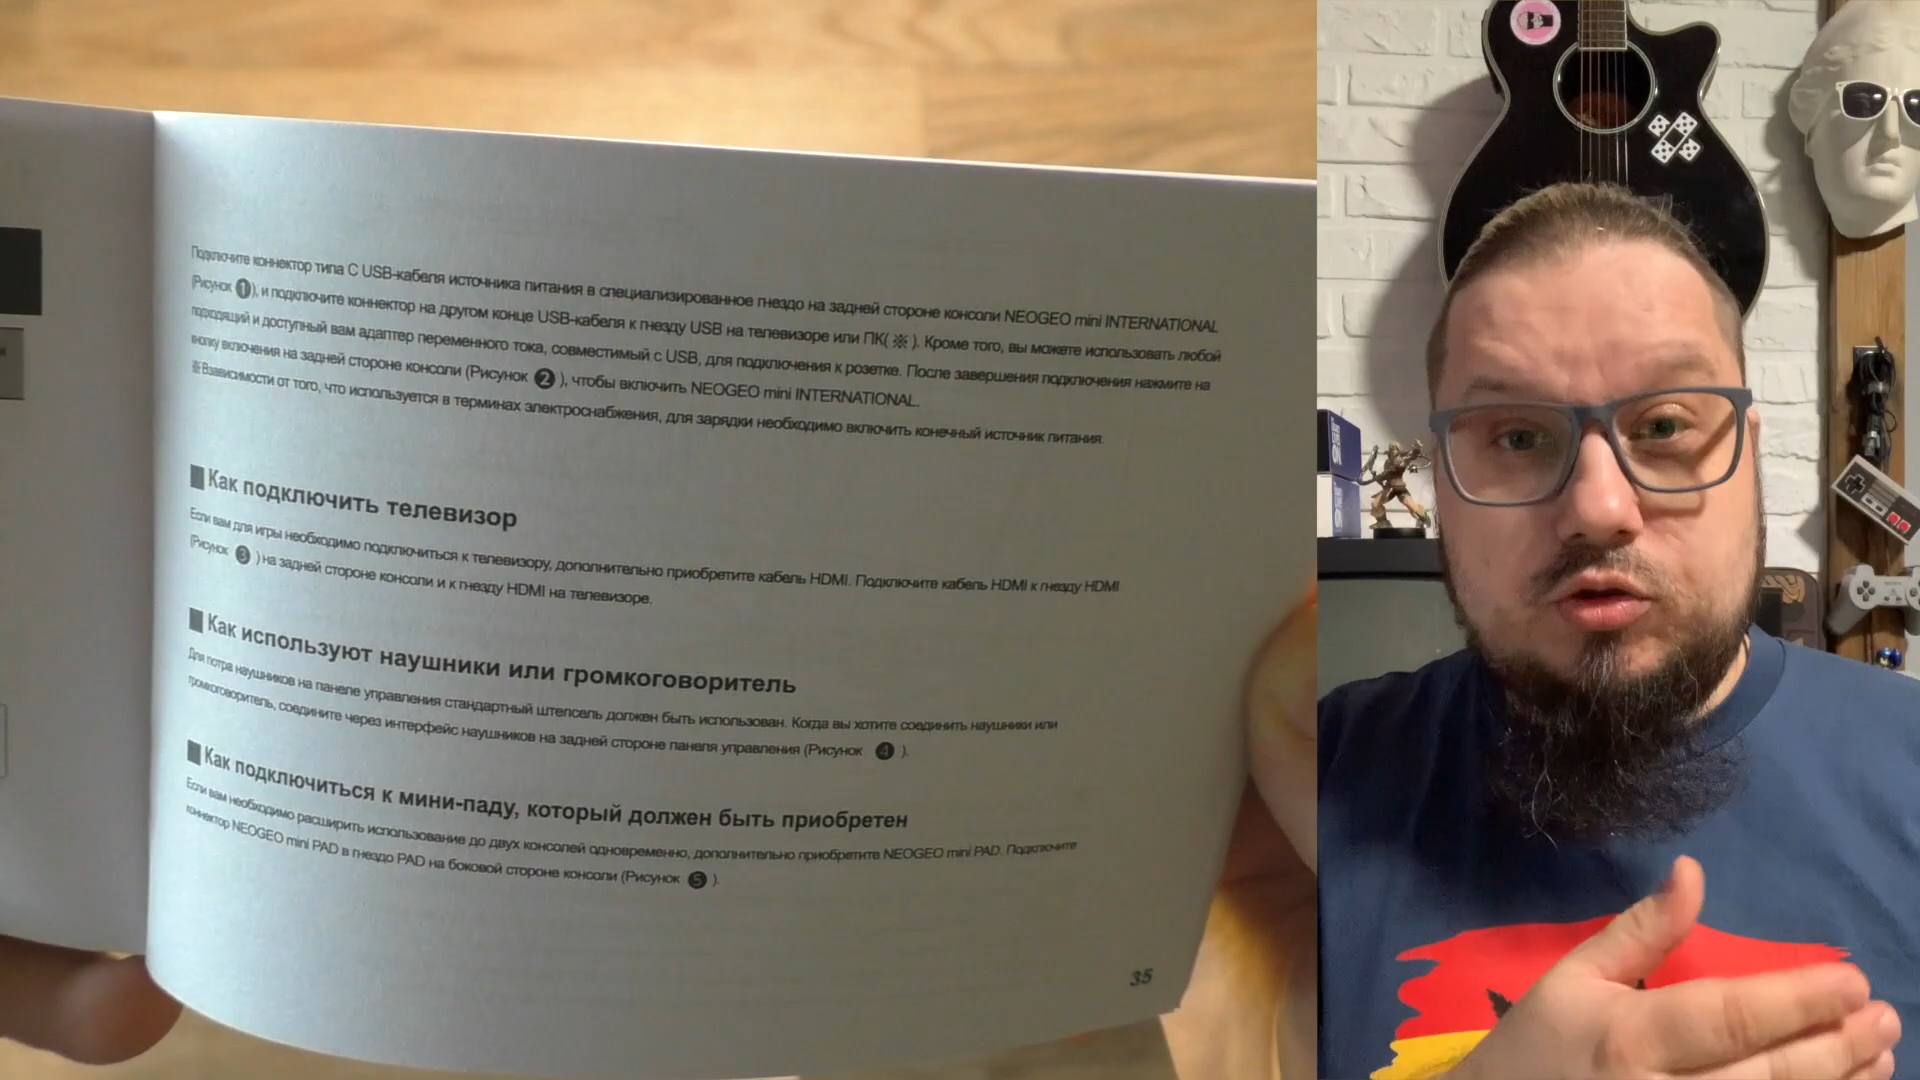 Подключите коннектор типа C USB-кабеля источника питания в специализированное гнездо на задней стороне консоли NEOGEO mini INTERNATIONAL
(Рисунок ❶), и подключите коннектор на другом конце USB-кабеля к гнезду USB на телевизоре или ПК( ※ ). Кроме того, вы можете использовать любой
подходящий и доступный вам адаптер переменного тока, совместимый с USB, для подключения к розетке. После завершения подключения нажмите на
кнопку включения на задней стороне консоли (Рисунок ❷ ), чтобы включить NEOGEO mini INTERNATIONAL.
※Взависимости от того, что используется в терминах электроснабжения, для зарядки необходимо включить конечный источник питания.
■Как подключить телевизор
Если вам для игры необходимо подключиться к телевизору, дополнительно приобретите кабель HDMI. Подключите кабель HDMI к гнезду HDMI
(Рисунок ❸ ) на задней стороне консоли и к гнезду HDMI на телевизоре.
■Как используют наушники или громкоговоритель
Для потра наушников на панеле управления стандартный штепсель должен быть использован. Когда вы хотите соединить наушники или
громкоговоритель, соедините через интерфейс наушников на задней стороне панеля управления (Рисунок ❹ ).
■Как подключиться к мини-паду, который должен быть приобретен
Если вам необходимо расширить использование до двух консолей одновременно, дополнительно приобретите NEOGEO mini PAD. Подключите
коннектор NEOGEO mini PAD в гнездо PAD на боковой стороне консоли (Рисунок ❺ ).
35